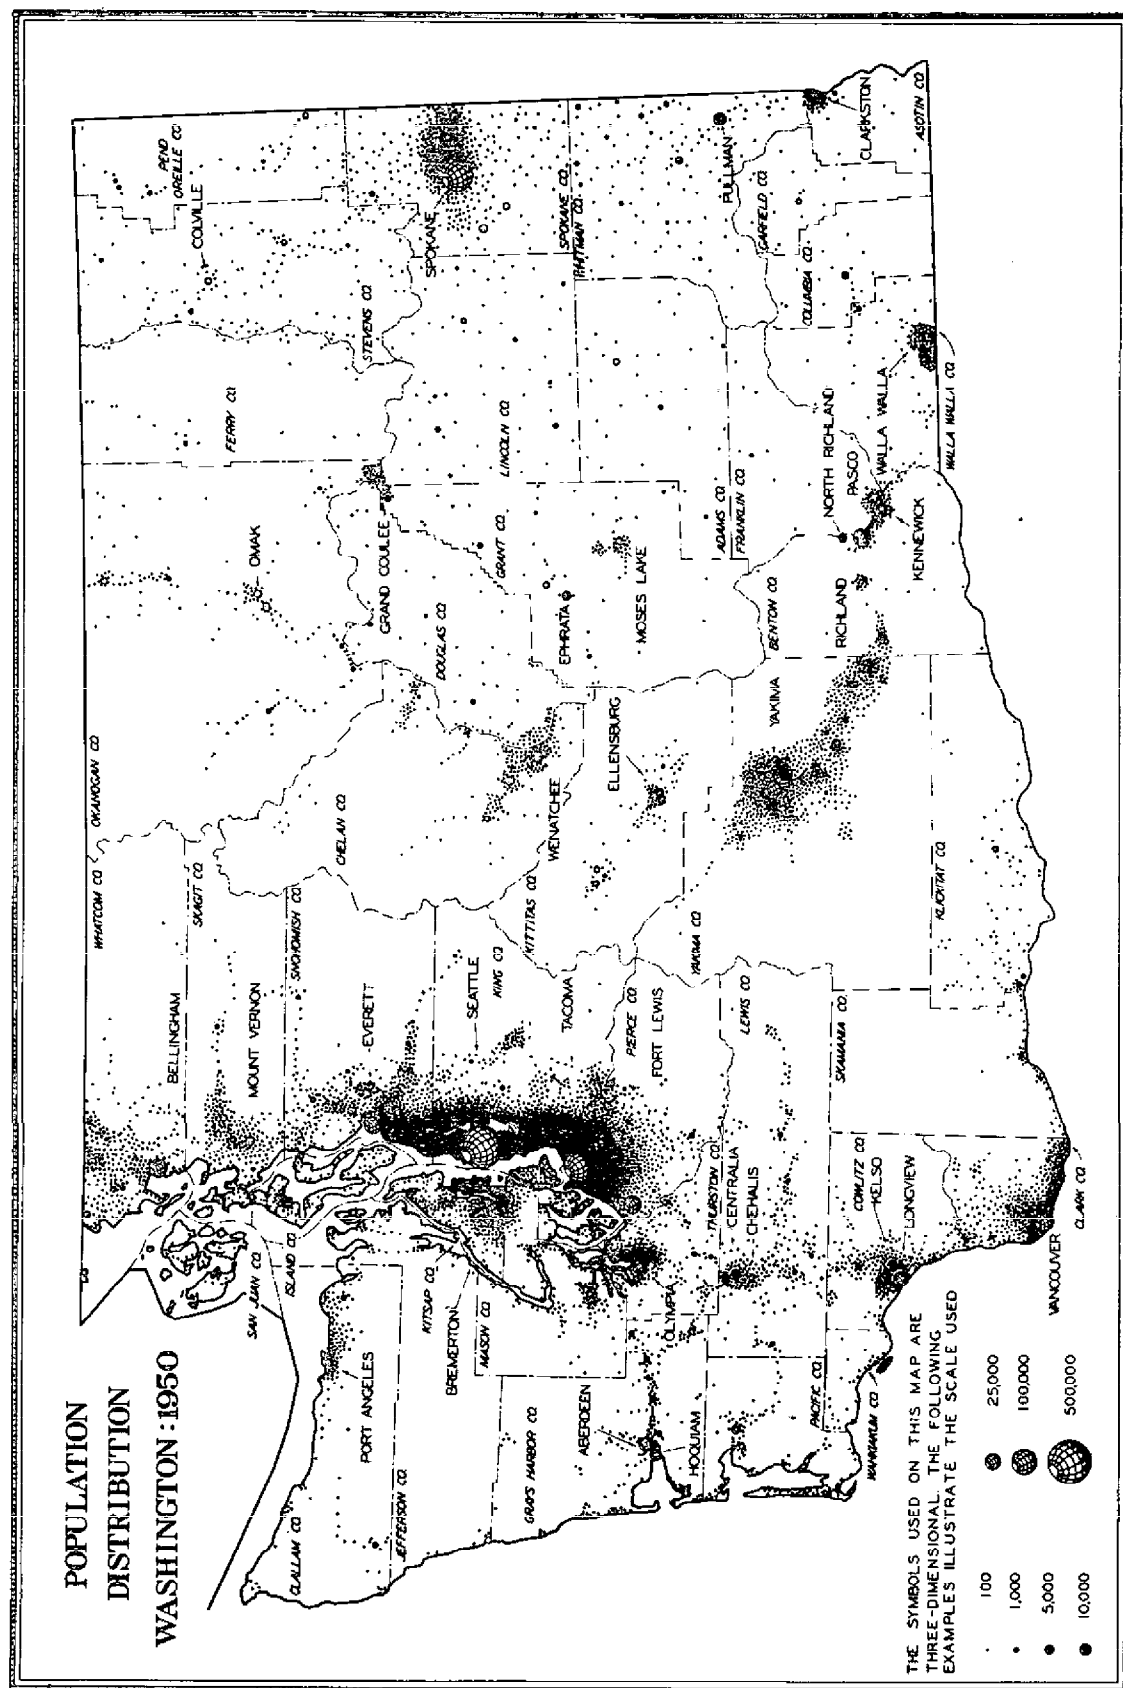 POPULATION
DISTRIBUTION
WASHINGTON : 1950
WHATCOM CO
OKANOGAN CO
PEND
OREILLE CO
COLVILLE
BELLINGHAM
SKAGIT CO
MOUNT VERNON
SNOHOMISH CO
SAN JUAN CO
ISLAND CO
OMAK
FERRY CO
STEVENS CO
CHELAN CO
EVERETT
CLALLAM CO
PORT ANGELES
JEFFERSON CO
GRAND COULEE
DOUGLAS CO
SPOKANE
KITSAP CO
BREMERTON
MASON CO
SEATTLE
KING CO
KITTITAS CO
WENATCHEE
GRANT CO
LINCOLN CO
EPHRATA
SPOKANE CO
WHITMAN CO
GRAYS HARBOR CO
ABERDEEN
HOQUIAM
TACOMA
ELLENSBURG
MOSES LAKE
PIERCE CO
FORT LEWIS
OLYMPIA
THURSTON CO
CENTRALIA
CHEHALIS
YAKIMA CO
LEWIS CO
ADAMS CO
FRANKLIN CO
PULLMAN
GARFIELD CO
YAKIMA
BENTON CO
COLUMBIA CO
NORTH RICHLAND
PASCO
WALLA WALLA
RICHLAND
KENNEWICK
CLARKSTON
ASOTIN CO
WALLA WALLA CO
PACIFIC CO
WAHKIAKUM CO
COWLITZ CO
KELSO
LONGVIEW
SKAMANIA CO
KLICKITAT CO
VANCOUVER
CLARK CO
THE SYMBOLS USED ON THIS MAP ARE
THREE-DIMENSIONAL. THE FOLLOWING
EXAMPLES ILLUSTRATE THE SCALE USED
100
1,000
5,000
10,000
25,000
100,000
500,000